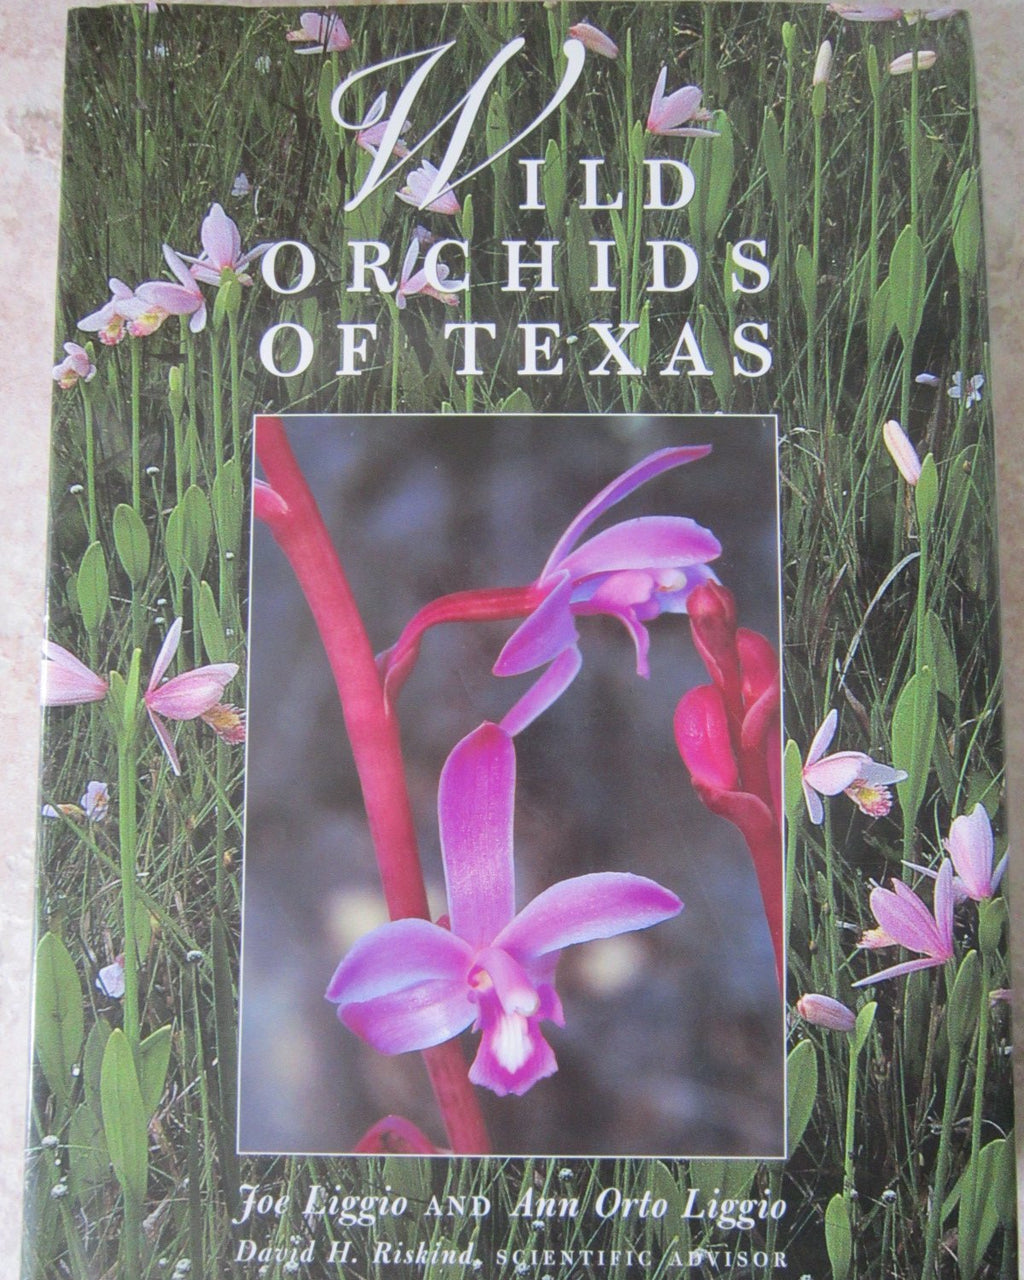 WILD
ORCHIDS
OF TEXAS
Joe Liggio AND Ann Orto Liggio
David H. Riskind, SCIENTIFIC ADVISOR